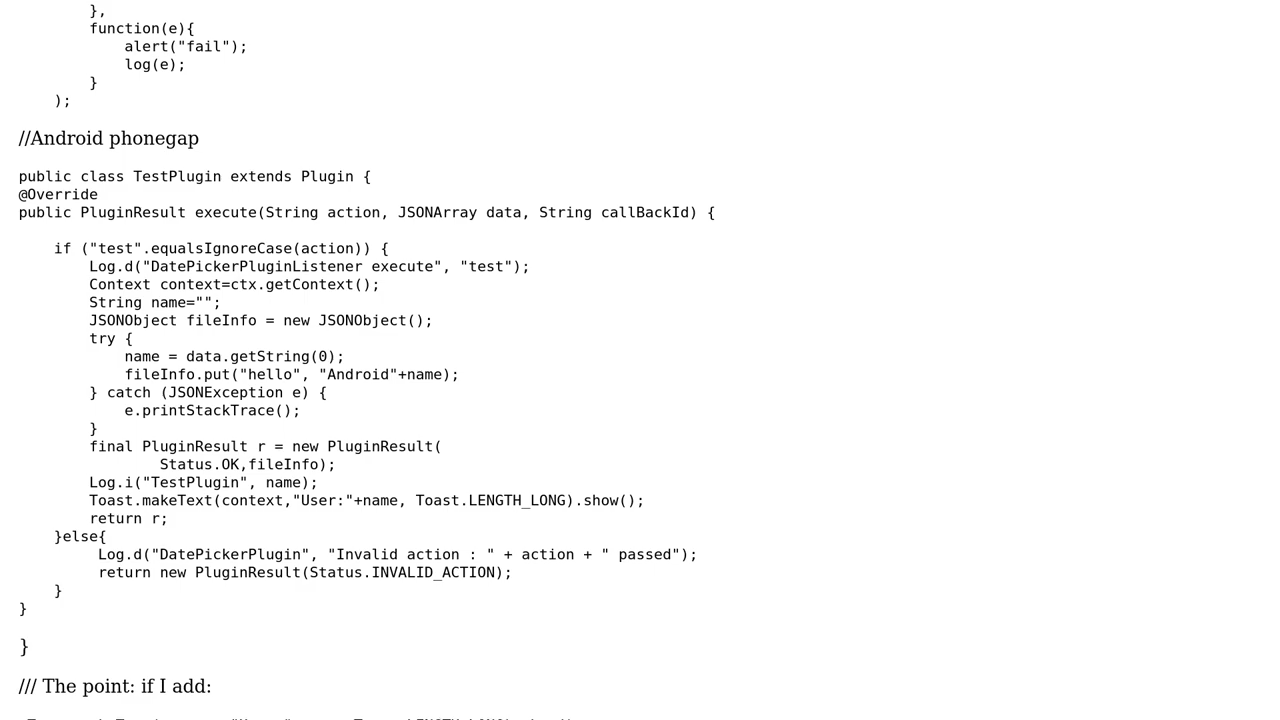 },
function(e){
alert("fail");
log(e);
}
);
//Android phonegap
public class TestPlugin extends Plugin {
@Override
public PluginResult execute(String action, JSONArray data, String callBackId) {
if ("test".equalsIgnoreCase(action)) {
Log.d("DatePickerPluginListener execute", "test");
Context context=ctx.getContext();
String name="";
JSONObject fileInfo = new JSONObject();
try {
name = data.getString(0);
fileInfo.put("hello", "Android"+name);
} catch (JSONException e) {
e.printStackTrace();
}
final PluginResult r = new PluginResult(
Status.OK,fileInfo);
Log.i("TestPlugin", name);
Toast.makeText(context,"User:"+name, Toast.LENGTH_LONG).show();
return r;
}else{
Log.d("DatePickerPlugin", "Invalid action : " + action + " passed");
return new PluginResult(Status.INVALID_ACTION);
}
}
}
/// The point: if I add: